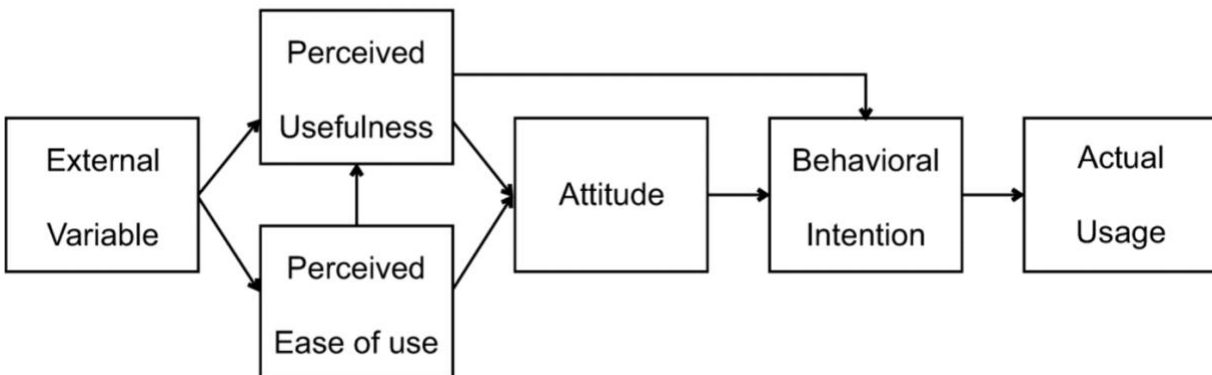 Perceived
Usefulness
External
Variable
Perceived
Ease of use
Attitude
Behavioral
Intention
Actual
Usage